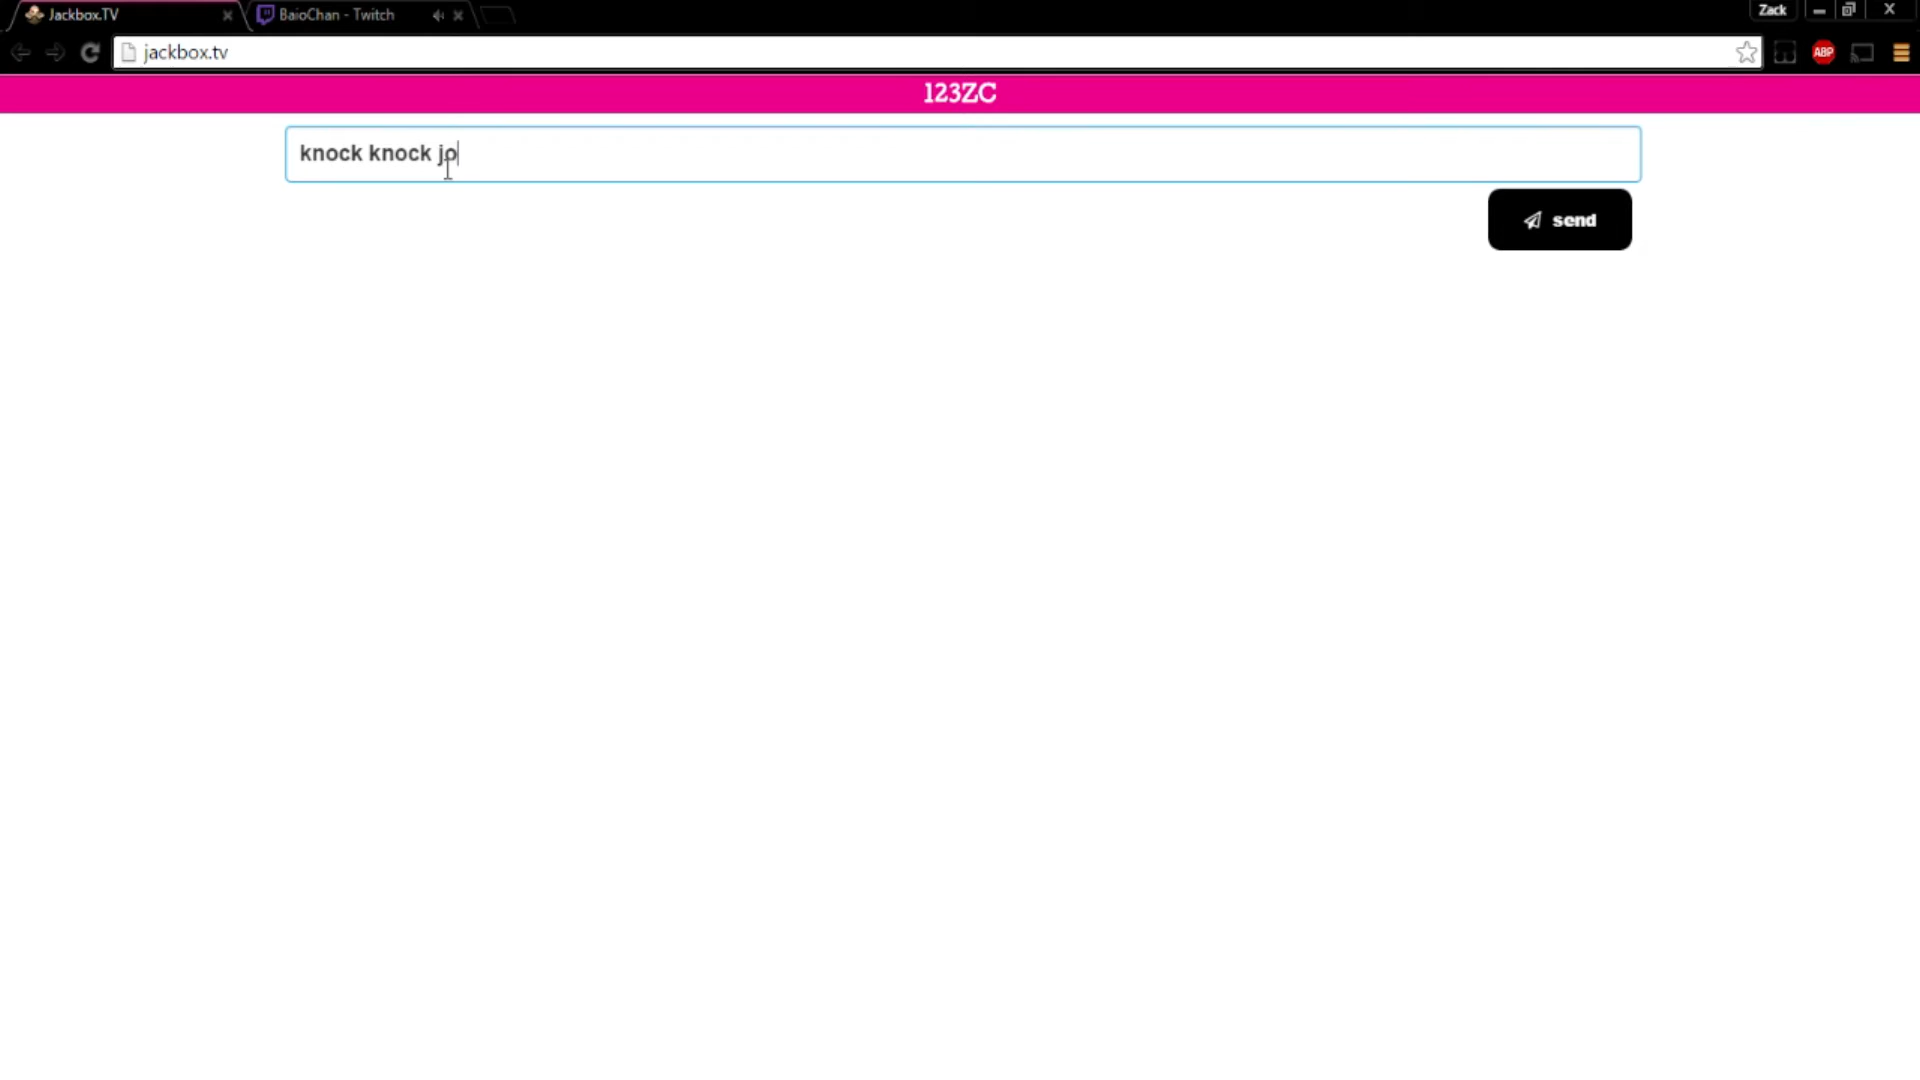 Jackbox.TV
BaioChan - Twitch
Zack
jackbox.tv
ABP
123ZC
knock knock jo
send